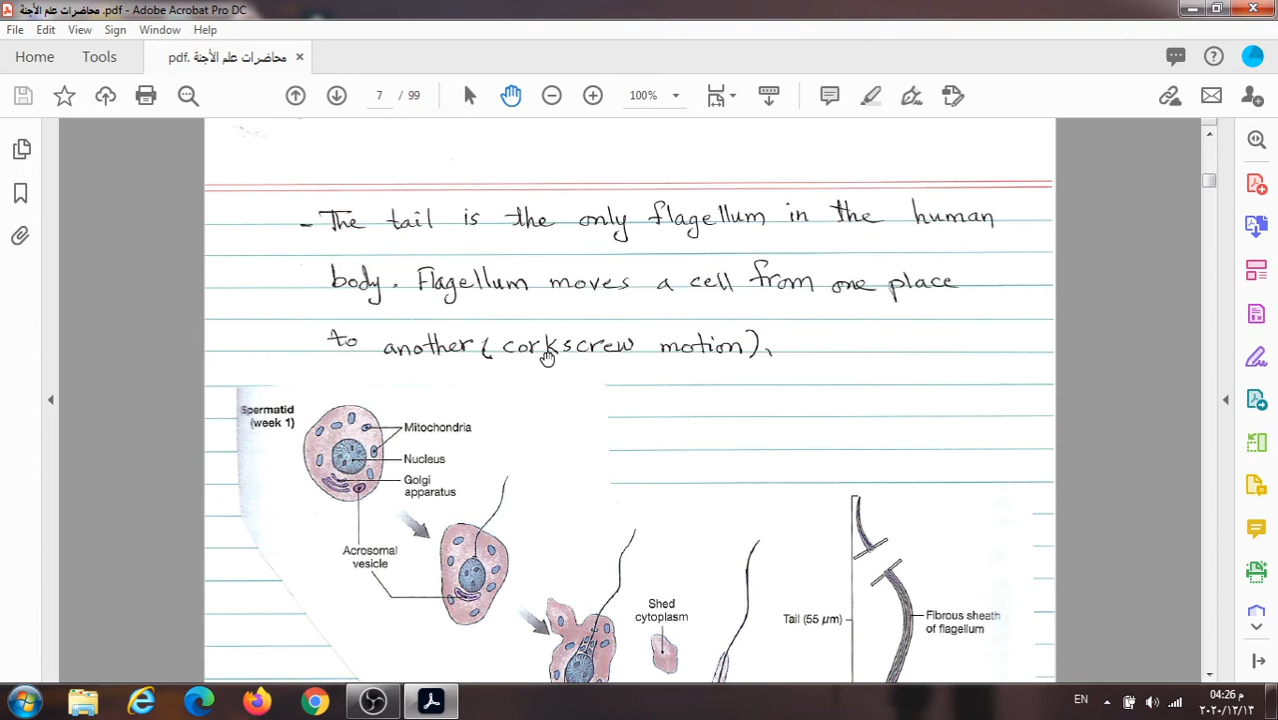 محاضرات علم الأجنة .pdf - Adobe Acrobat Pro DC
File Edit View Sign Window Help
Home Tools محاضرات علم الأجنة .pdf ×
7 / 99 100%
- The tail is the only flagellum in the human
body. Flagellum moves a cell from one place
to another (corkscrew motion).
Spermatid
(week 1)
Mitochondria
Nucleus
Golgi
apparatus
Acrosomal
vesicle
Shed
cytoplasm
Tail (55 µm)
Fibrous sheath
of flagellum
EN 04:26 م
٢٠٢٠/١٢/١٣